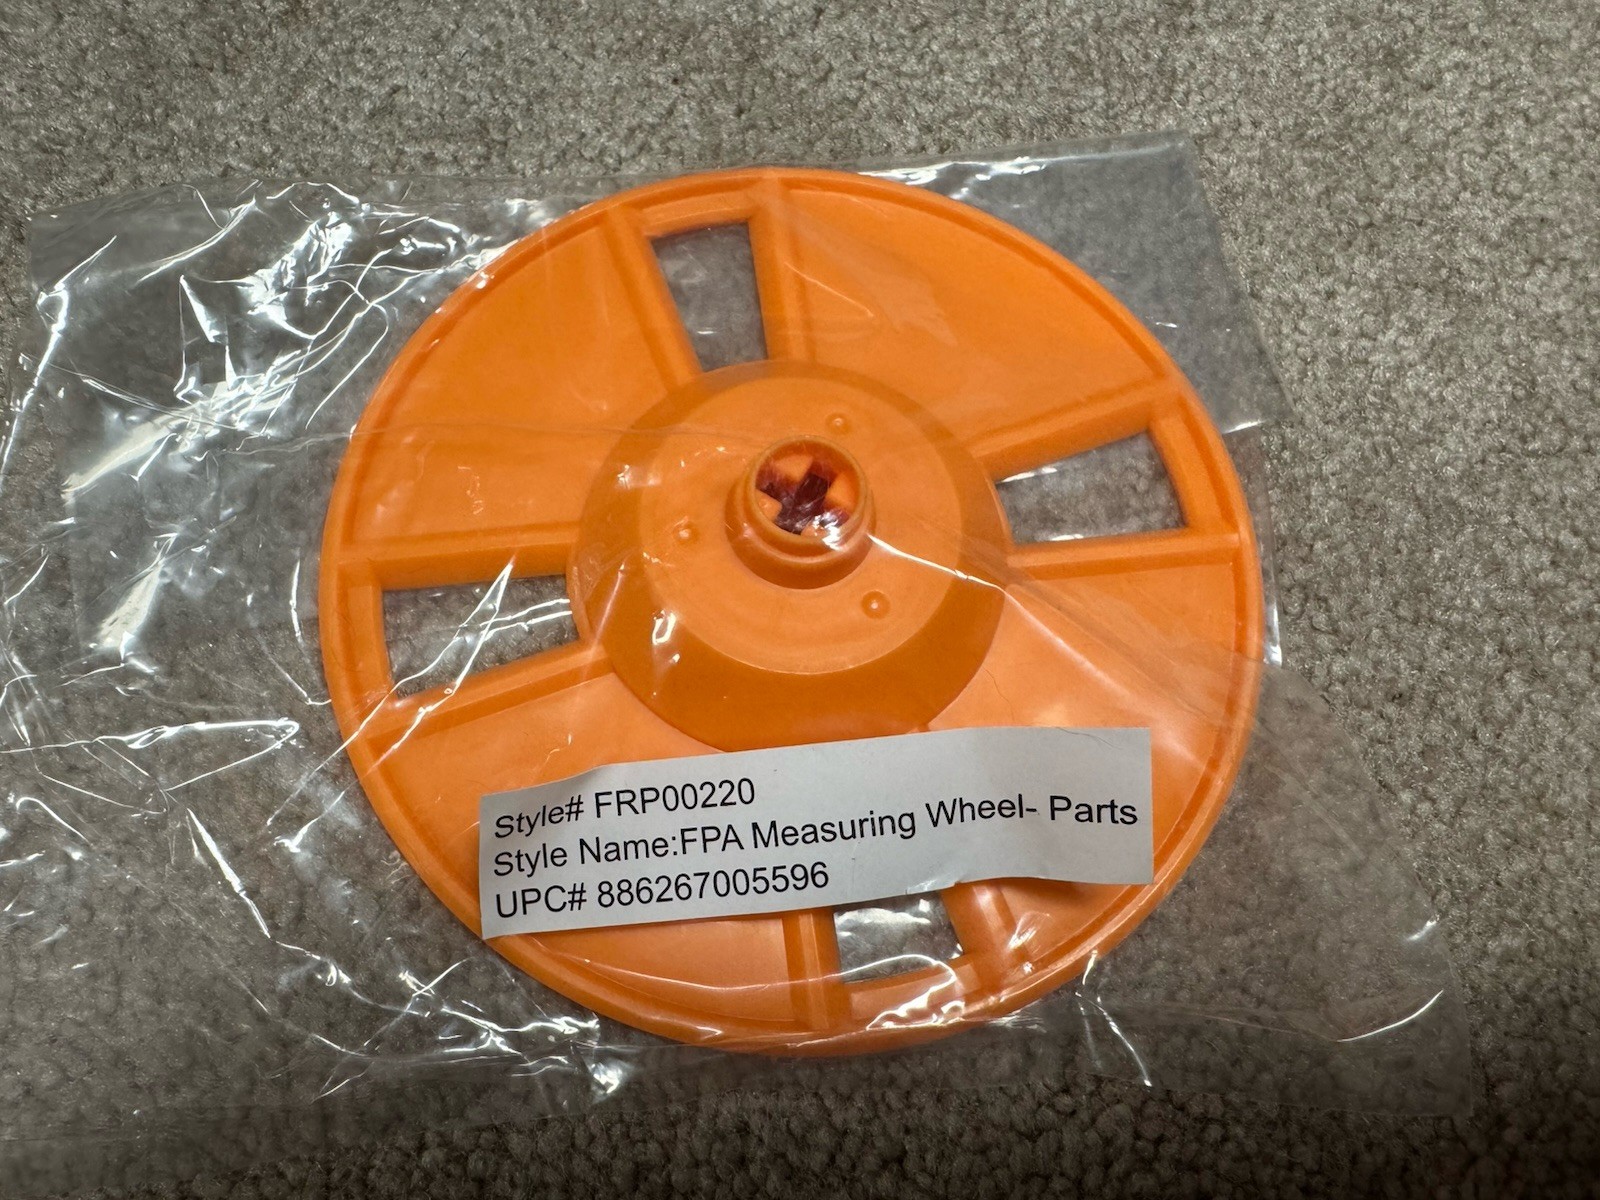 Style# FRP00220
Style Name:FPA Measuring Wheel- Parts
UPC# 886267005596